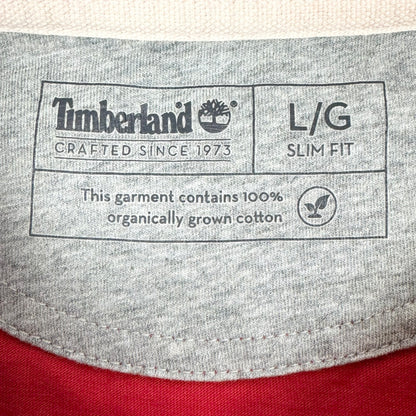 Timberland®
CRAFTED SINCE 1973
L/G
SLIM FIT
This garment contains 100%
organically grown cotton